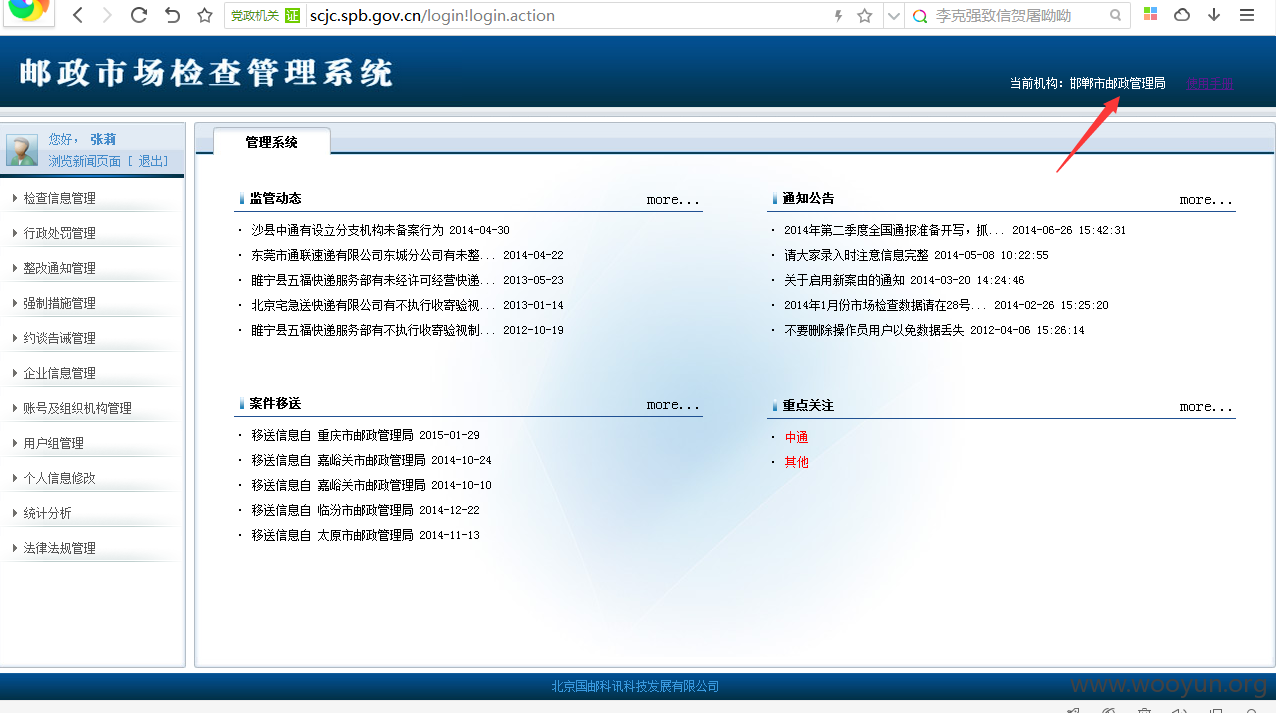 党政机关 证 scjc.spb.gov.cn/login!login.action 李克强致信贺屠呦呦
邮政市场检查管理系统
当前机构：邯郸市邮政管理局 使用手册
您好， 张莉
浏览新闻页面 [ 退出]
检查信息管理
行政处罚管理
整改通知管理
强制措施管理
约谈告诫管理
企业信息管理
账号及组织机构管理
用户组管理
个人信息修改
统计分析
法律法规管理
管理系统
监管动态 more...
· 沙县中通有设立分支机构未备案行为 2014-04-30
· 东莞市通联速递有限公司东城分公司有未整... 2014-04-22
· 睢宁县五福快递服务部有未经许可经营快递... 2013-05-23
· 北京宅急送快递有限公司有不执行收寄验视... 2013-01-14
· 睢宁县五福快递服务部有不执行收寄验视制... 2012-10-19
通知公告 more...
· 2014年第二季度全国通报准备开写，抓... 2014-06-26 15:42:31
· 请大家录入时注意信息完整 2014-05-08 10:22:55
· 关于启用新案由的通知 2014-03-20 14:24:46
· 2014年1月份市场检查数据请在28号... 2014-02-26 15:25:20
· 不要删除操作员用户以免数据丢失 2012-04-06 15:26:14
案件移送 more...
· 移送信息自 重庆市邮政管理局 2015-01-29
· 移送信息自 嘉峪关市邮政管理局 2014-10-24
· 移送信息自 嘉峪关市邮政管理局 2014-10-10
· 移送信息自 临汾市邮政管理局 2014-12-22
· 移送信息自 太原市邮政管理局 2014-11-13
重点关注 more...
· 中通
· 其他
北京国邮科讯科技发展有限公司
www.wooyun.org